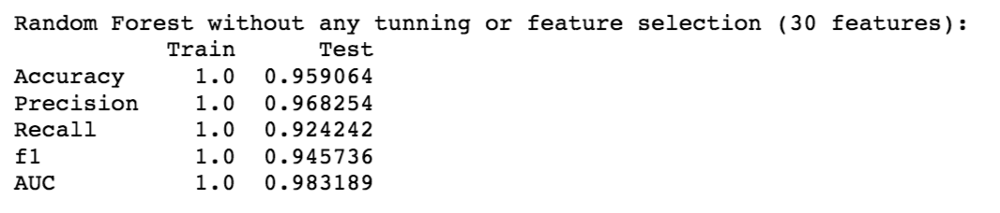 Random Forest without any tunning or feature selection (30 features):
Train Test
Accuracy 1.0 0.959064
Precision 1.0 0.968254
Recall 1.0 0.924242
f1 1.0 0.945736
AUC 1.0 0.983189